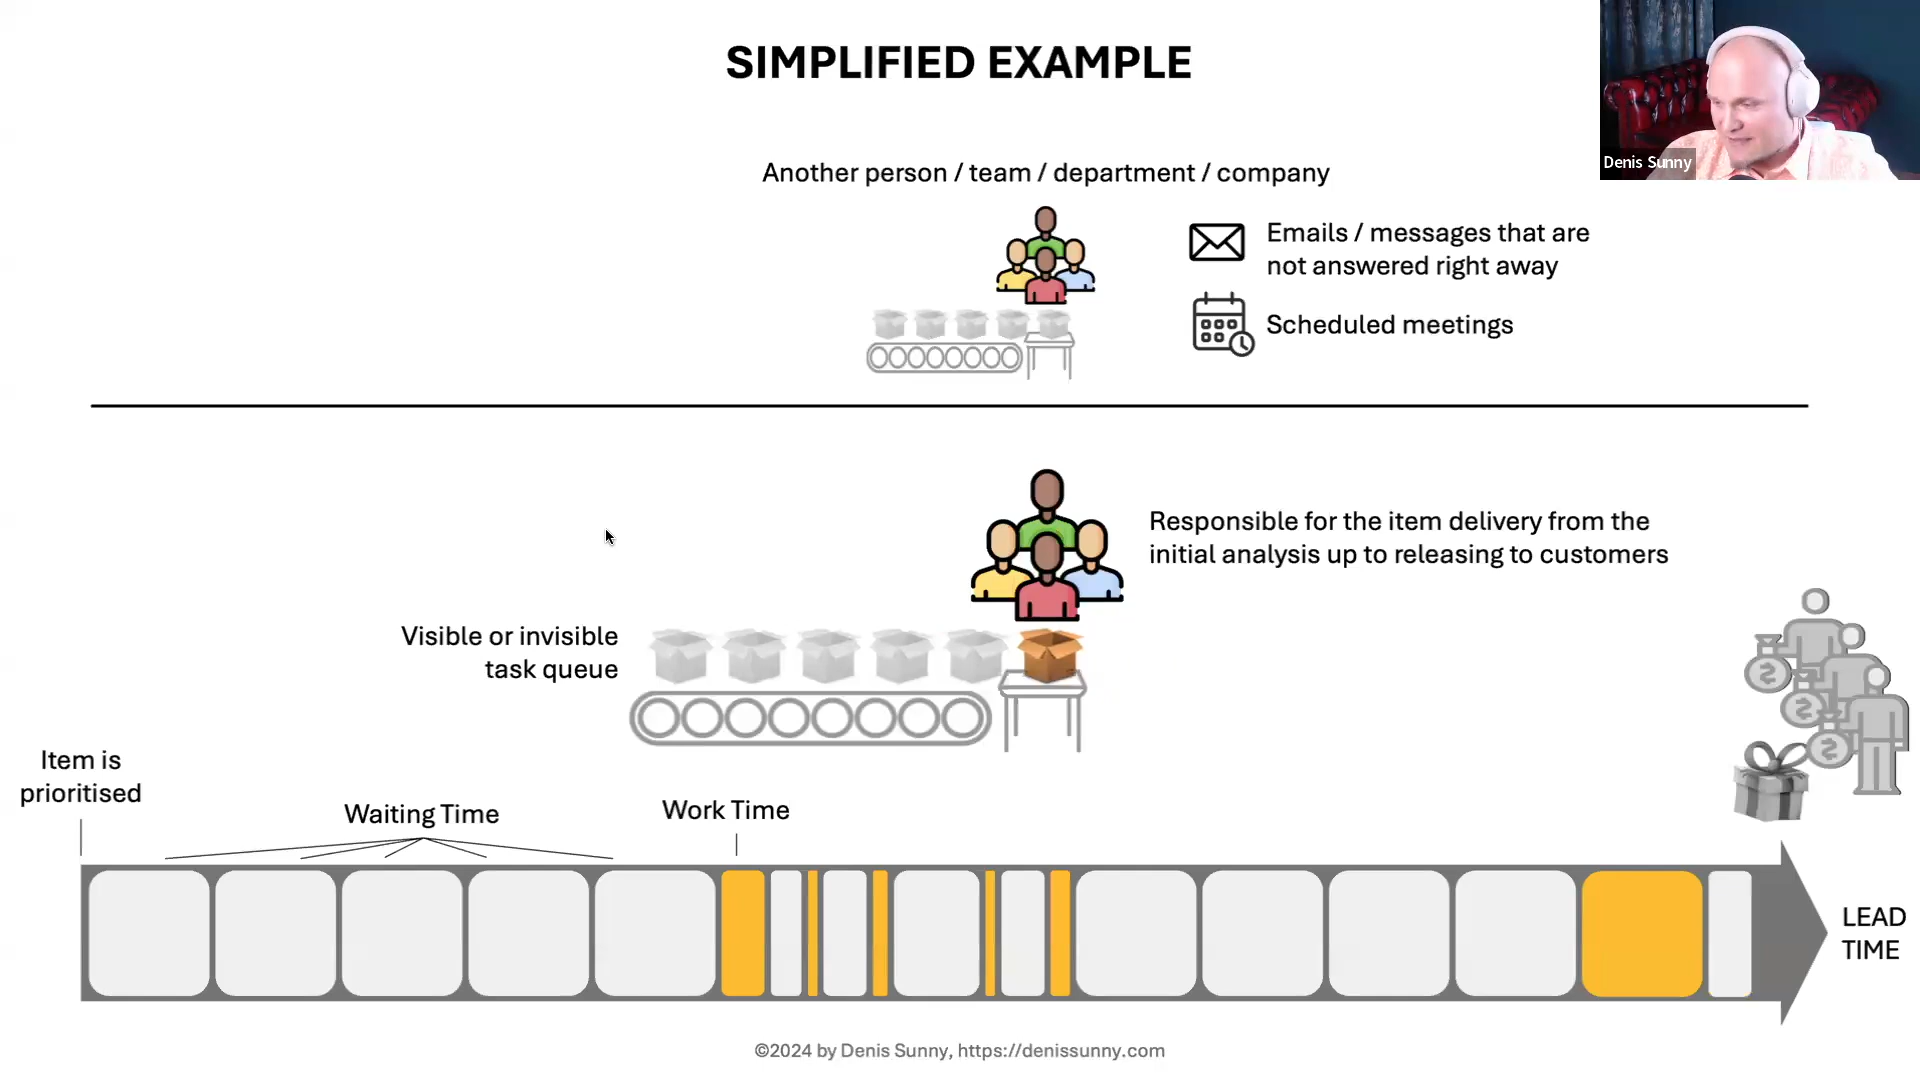 SIMPLIFIED EXAMPLE
Denis Sunny
Another person / team / department / company
Emails / messages that are
not answered right away
Scheduled meetings
Responsible for the item delivery from the
initial analysis up to releasing to customers
Visible or invisible
task queue
Item is
prioritised
Waiting Time
Work Time
LEAD
TIME
©2024 by Denis Sunny, https://denissunny.com